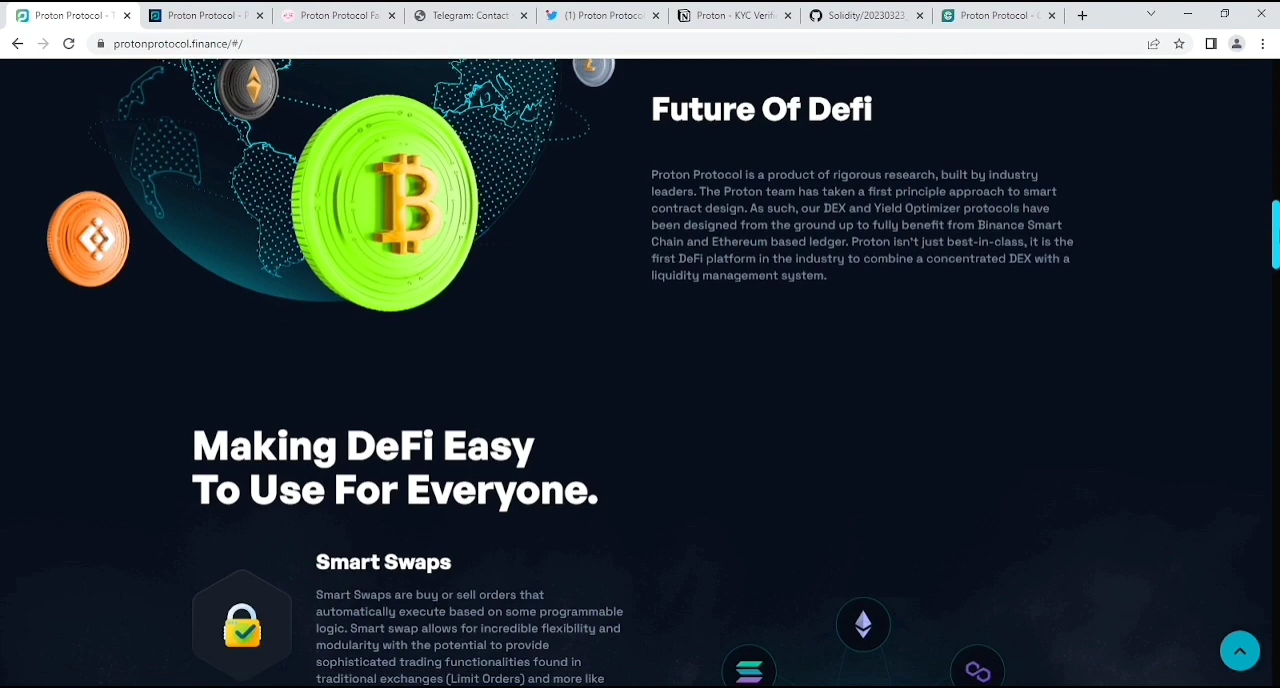 Proton Protocol - T
Proton Protocol - P
Proton Protocol Fa
Telegram: Contact
(1) Proton Protoco
Proton - KYC Verifi
Solidity/20230323_
Proton Protocol - C
protonprotocol.finance/#/
Future Of Defi
Proton Protocol is a product of rigorous research, built by industry
leaders. The Proton team has taken a first principle approach to smart
contract design. As such, our DEX and Yield Optimizer protocols have
been designed from the ground up to fully benefit from Binance Smart
Chain and Ethereum based ledger. Proton isn't just best-in-class, it is the
first DeFi platform in the industry to combine a concentrated DEX with a
liquidity management system.
Making DeFi Easy
To Use For Everyone.
Smart Swaps
Smart Swaps are buy or sell orders that
automatically execute based on some programmable
logic. Smart swap allows for incredible flexibility and
modularity with the potential to provide
sophisticated trading functionalities found in
traditional exchanges (Limit Orders) and more like